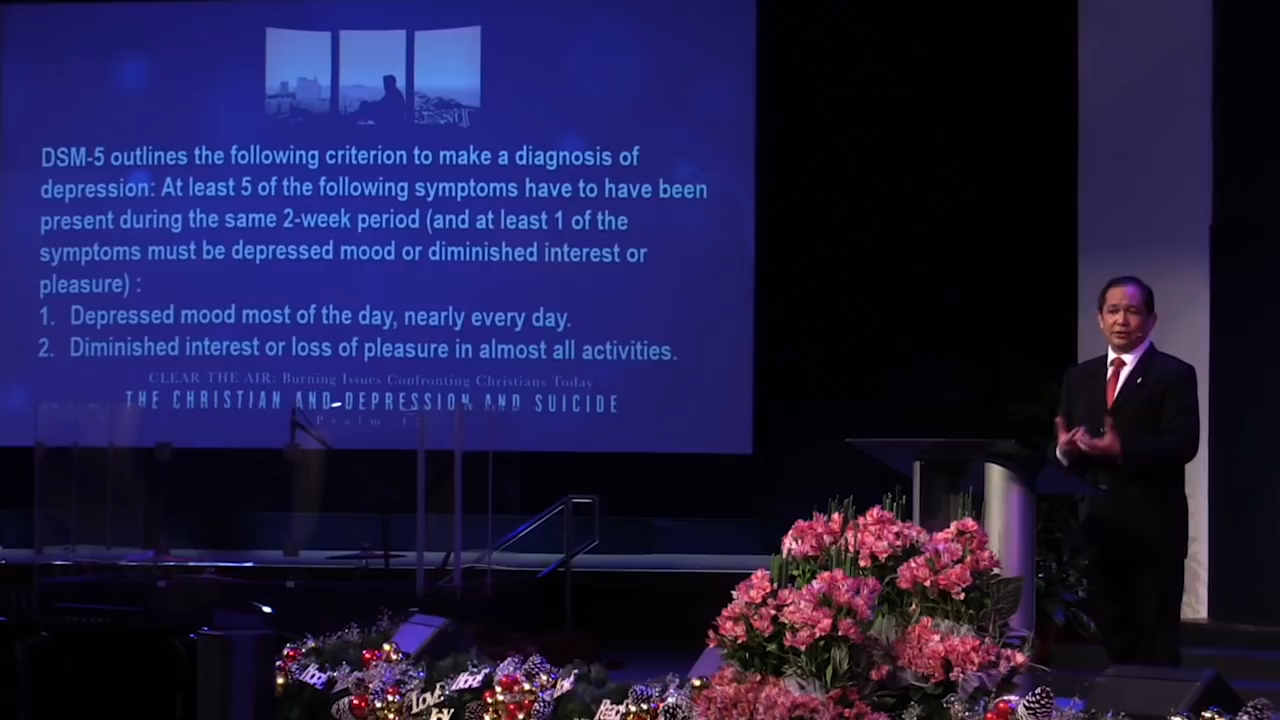 DSM-5 outlines the following criterion to make a diagnosis of
depression: At least 5 of the following symptoms have to have been
present during the same 2-week period (and at least 1 of the
symptoms must be depressed mood or diminished interest or
pleasure) :
1. Depressed mood most of the day, nearly every day.
2. Diminished interest or loss of pleasure in almost all activities.
CLEAR THE AIR: Burning Issues Confronting Christians Today
THE CHRISTIAN AND DEPRESSION AND SUICIDE
Psalm
Love
Joy